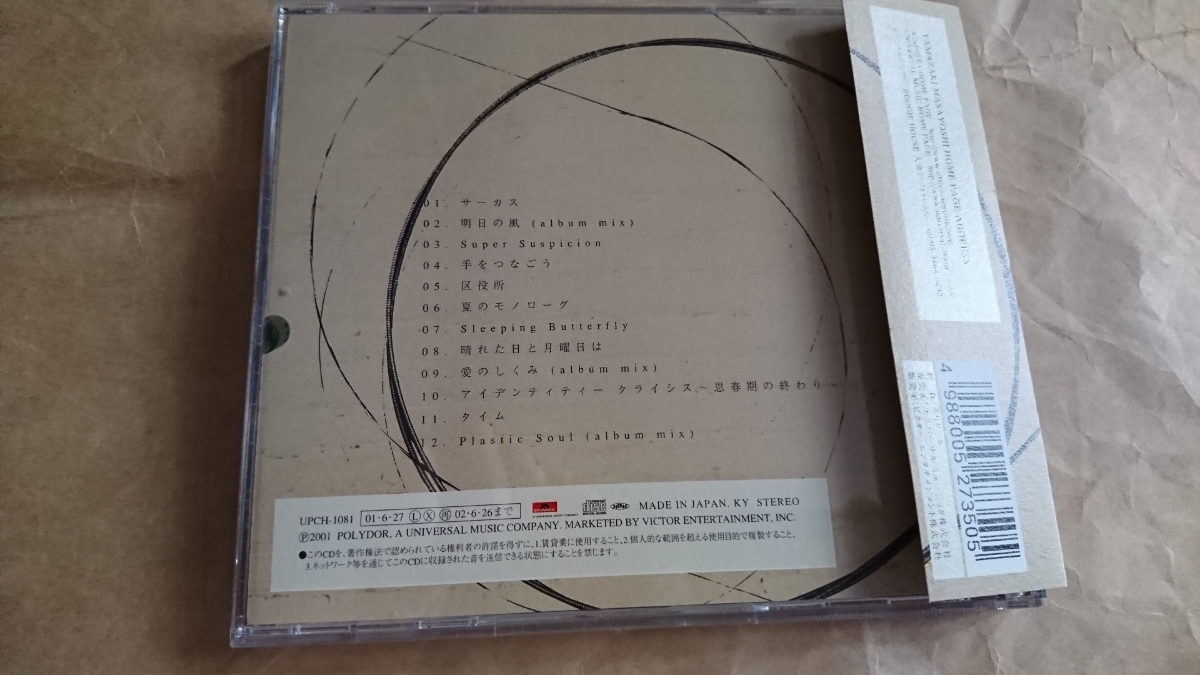 01. サーカス
02. 明日の風 (album mix)
03. Super Suspicion
04. 手をつなごう
05. 区役所
06. 夏のモノローグ
07. Sleeping Butterfly
08. 晴れた日と月曜日は
09. 愛のしくみ (album mix)
10. アイデンティティー クライシス～思春期の終わり～
11. タイム
12. Plastic Soul (album mix)
UPCH-1081 01・6・27 Ⓛ Ⓧ 再 02・6・26まで MADE IN JAPAN. KY STEREO
Ⓟ2001 POLYDOR, A UNIVERSAL MUSIC COMPANY. MARKETED BY VICTOR ENTERTAINMENT, INC.
●このCDを、著作権法で認められている権利者の許諾を得ずに、1.賃貸業に使用すること、2.個人的な範囲を超える使用目的で複製すること、
3.ネットワーク等を通じてこのCDに収録された音を送信できる状態にすることを禁じます。
YAMAZAKI MASAYOSHI HOME PAGE ADDRESS
4 988005 273505